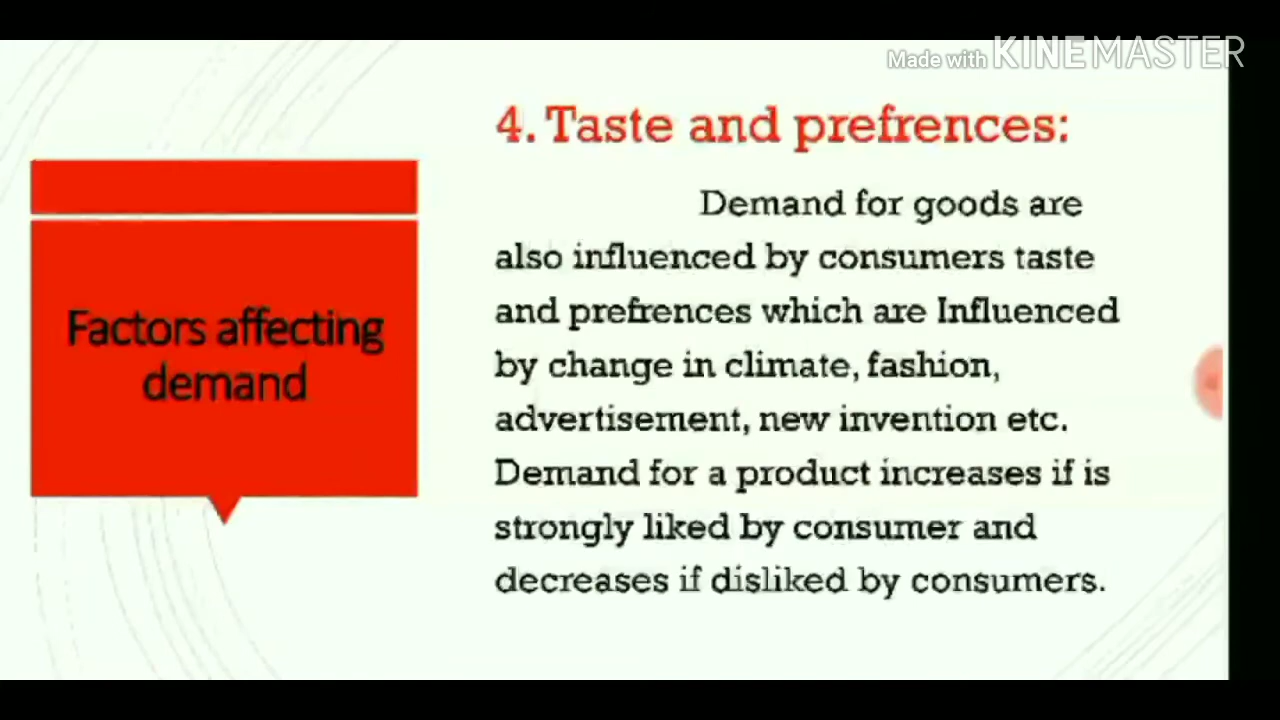 Made with KINEMASTER
4. Taste and prefrences:
Factors affecting
demand
Demand for goods are
also influenced by consumers taste
and prefrences which are Influenced
by change in climate, fashion,
advertisement, new invention etc.
Demand for a product increases if is
strongly liked by consumer and
decreases if disliked by consumers.